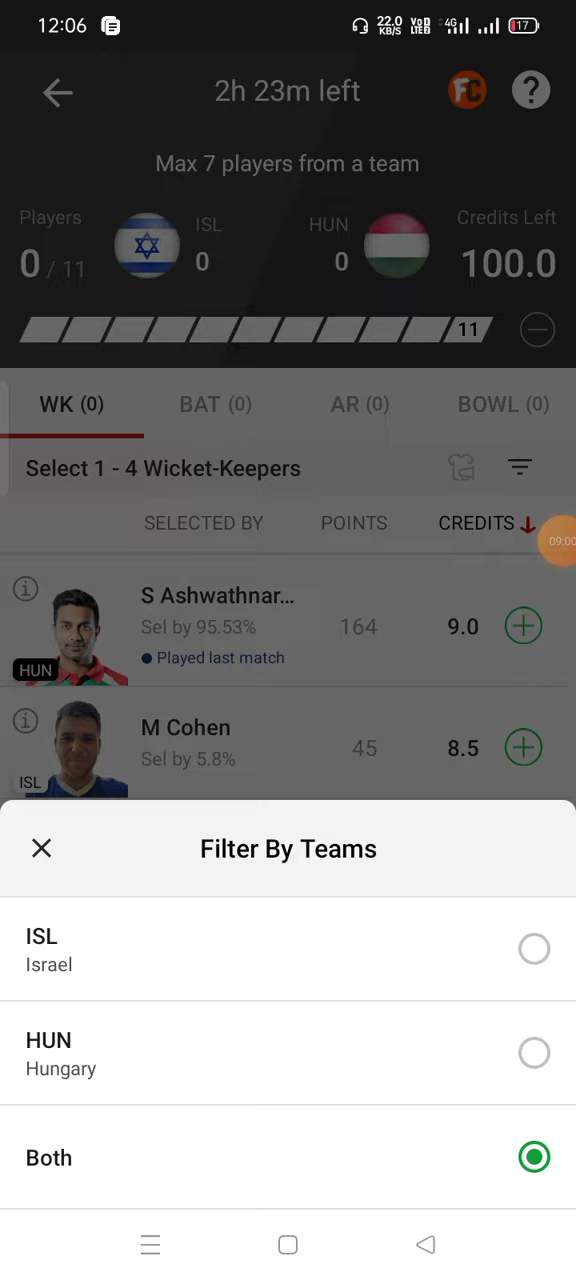 12:06 22.0 KB/S Vo D LTE 2 4G 17
2h 23m left FC ?
Max 7 players from a team
Players ISL HUN Credits Left
0 / 11 0 0 100.0
11
WK (0) BAT (0) AR (0) BOWL (0)
Select 1 - 4 Wicket-Keepers
SELECTED BY POINTS CREDITS
09:00
S Ashwathnar...
Sel by 95.53% 164 9.0
Played last match
HUN
M Cohen
Sel by 5.8% 45 8.5
ISL
Filter By Teams
ISL
Israel
HUN
Hungary
Both